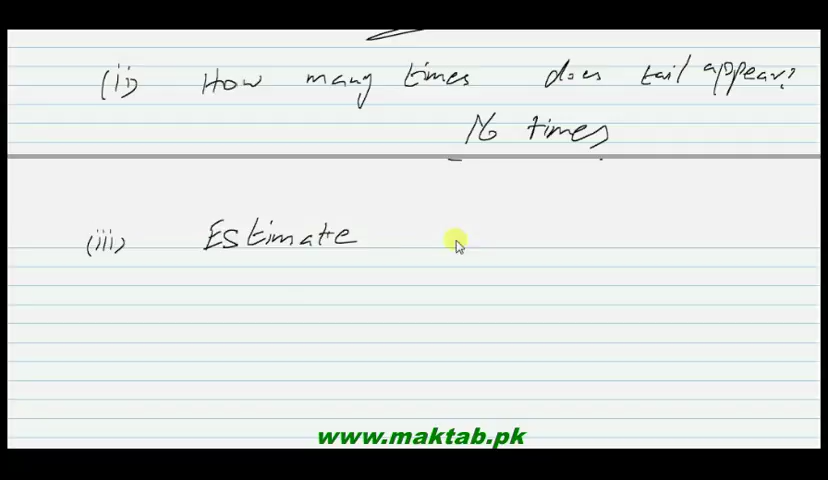 (ii) How many times does tail appear?
16 times
(iii) Estimate
www.maktab.pk